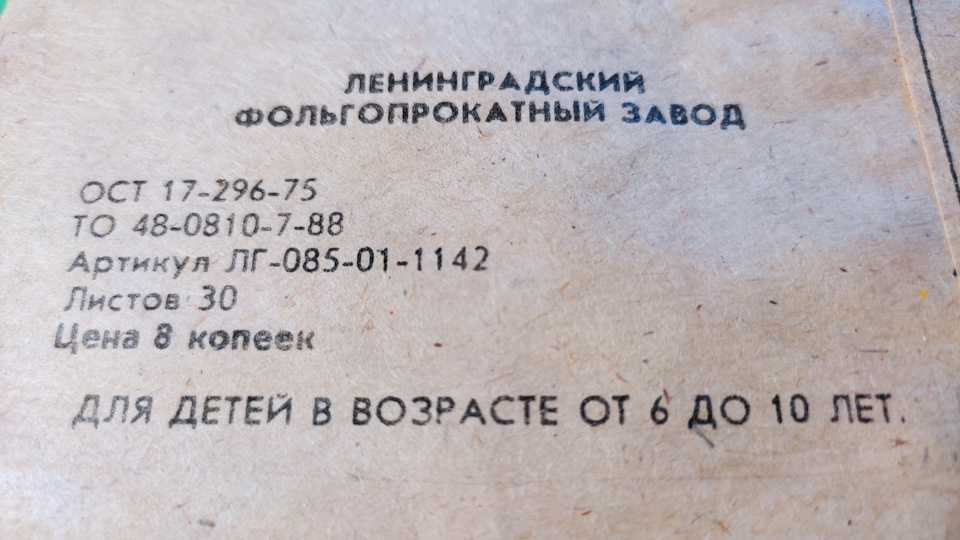 ЛЕНИНГРАДСКИЙ
ФОЛЬГОПРОКАТНЫЙ ЗАВОД
ОСТ 17-296-75
ТО 48-0810-7-88
Артикул ЛГ-085-01-1142
Листов 30
Цена 8 копеек
ДЛЯ ДЕТЕЙ В ВОЗРАСТЕ ОТ 6 ДО 10 ЛЕТ.